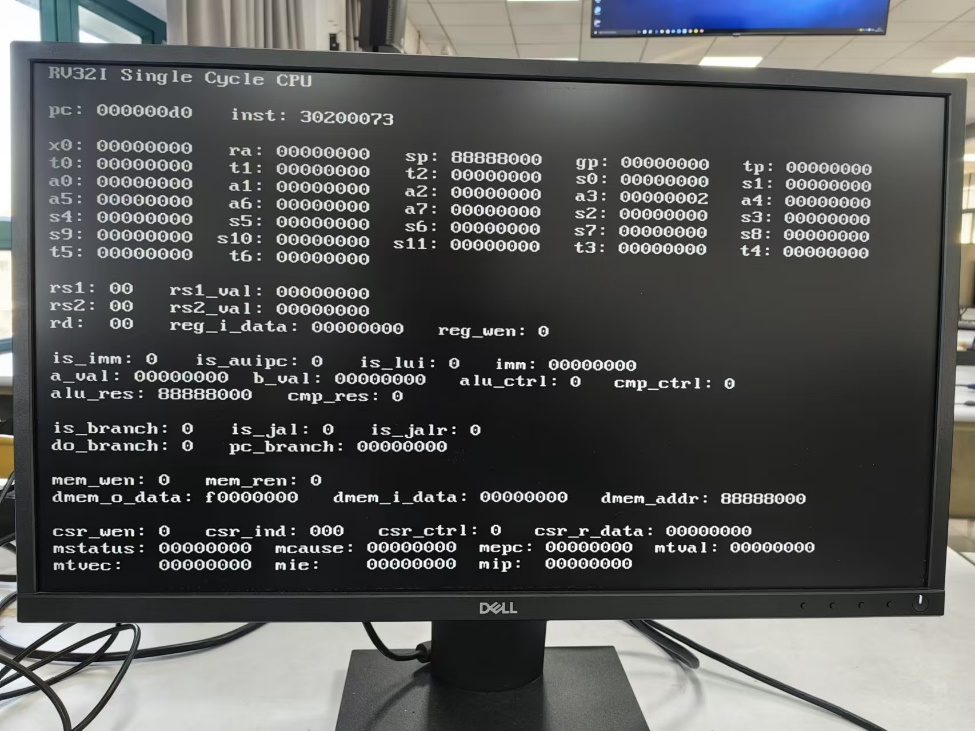 RV32I Single Cycle CPU
pc: 000000d0 inst: 30200073
x0: 00000000 ra: 00000000 sp: 88888000 gp: 00000000 tp: 00000000
t0: 00000000 t1: 00000000 t2: 00000000 s0: 00000000 s1: 00000000
a0: 00000000 a1: 00000000 a2: 00000000 a3: 00000002 a4: 00000000
a5: 00000000 a6: 00000000 a7: 00000000 s2: 00000000 s3: 00000000
s4: 00000000 s5: 00000000 s6: 00000000 s7: 00000000 s8: 00000000
s9: 00000000 s10: 00000000 s11: 00000000 t3: 00000000 t4: 00000000
t5: 00000000 t6: 00000000
rs1: 00 rs1_val: 00000000
rs2: 00 rs2_val: 00000000
rd: 00 reg_i_data: 00000000 reg_wen: 0
is_imm: 0 is_auipc: 0 is_lui: 0 imm: 00000000
a_val: 00000000 b_val: 00000000 alu_ctrl: 0 cmp_ctrl: 0
alu_res: 88888000 cmp_res: 0
is_branch: 0 is_jal: 0 is_jalr: 0
do_branch: 0 pc_branch: 00000000
mem_wen: 0 mem_ren: 0
dmem_o_data: f0000000 dmem_i_data: 00000000 dmem_addr: 88888000
csr_wen: 0 csr_ind: 000 csr_ctrl: 0 csr_r_data: 00000000
mstatus: 00000000 mcause: 00000000 mepc: 00000000 mtval: 00000000
mtvec: 00000000 mie: 00000000 mip: 00000000
DELL